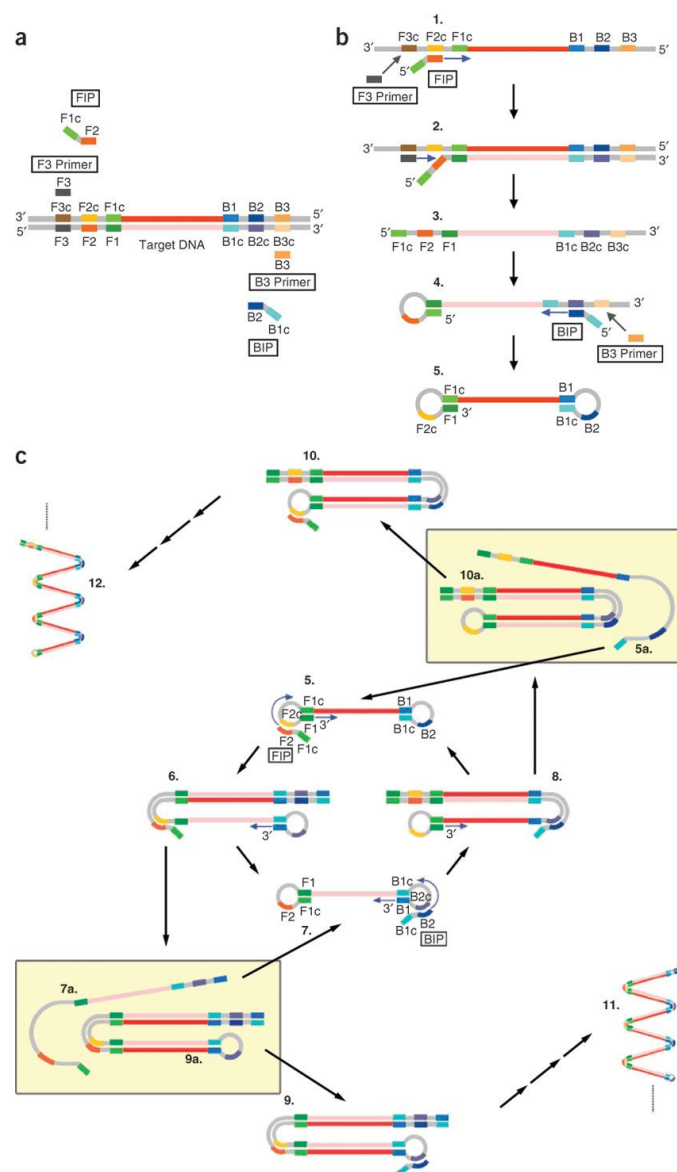 a
FIP
F1c
F2
F3 Primer
F3
F3c F2c F1c B1 B2 B3
3′ 5′
5′ 3′
F3 F2 F1 Target DNA B1c B2c B3c
B3
B3 Primer
B2
B1c
BIP
b
1.
F3c F2c F1c B1 B2 B3
3′ 5′
5′
FIP
F3 Primer
2.
3′ 5′
3′
5′
3.
5′ 3′
F1c F2 F1 B1c B2c B3c
4.
3′
5′
BIP 5′
B3 Primer
5.
F1c B1
3′
F2c F1 B1c B2
c
10.
12.
10a.
5a.
5.
F1c B1
F2c
F1 3′ B1c B2
F2 F1c
FIP
6.
3′
8.
3′
F1 B1c
B2c
F2 F1c 3′ B1 B2
B1c
BIP
7.
7a.
9a.
11.
9.